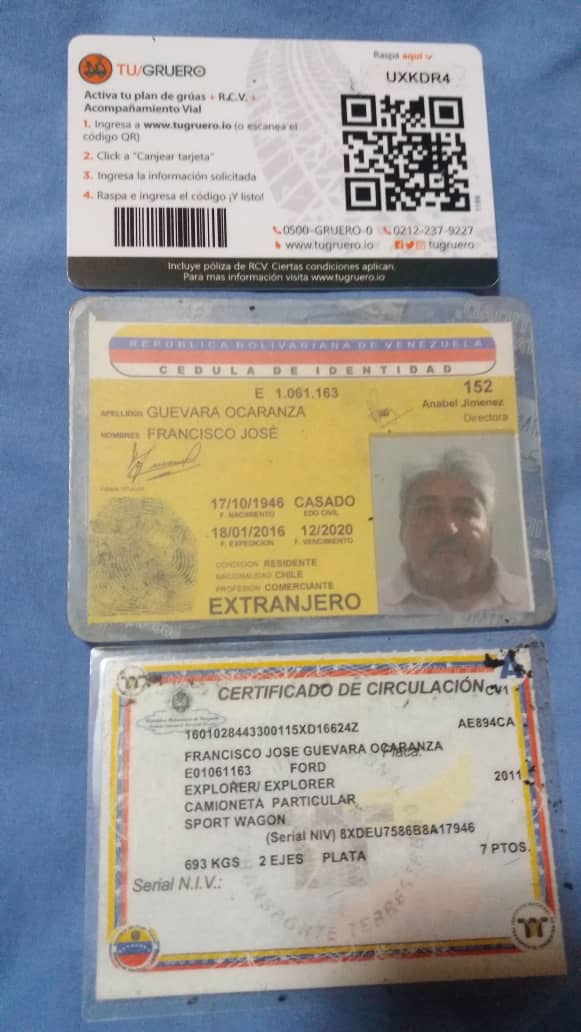 TU/GRUERO
Raspa aquí
UXKDR4
Activa tu plan de grúas + R.C.V. +
Acompañamiento Vial
1. Ingresa a www.tugruero.io (o escanea el
código QR)
2. Click a "Canjear tarjeta"
3. Ingresa la información solicitada
4. Raspa e ingresa el código ¡Y listo!
0500-GRUERO-0 0212-237-9227
www.tugruero.io tugruero
Incluye póliza de RCV. Ciertas condiciones aplican.
Para mas información visita www.tugruero.io
REPUBLICA BOLIVARIANA DE VENEZUELA
CEDULA DE IDENTIDAD
E 1.061.163
152
Anabel Jimenez
Directora
APELLIDOS GUEVARA OCARANZA
NOMBRES FRANCISCO JOSE
FIRMA TITULAR
17/10/1946 CASADO
F. NACIMIENTO EDO CIVIL
18/01/2016 12/2020
F. EXPEDICION F. VENCIMIENTO
CONDICION RESIDENTE
NACIONALIDAD CHILE
PROFESION COMERCIANTE
EXTRANJERO
CERTIFICADO DE CIRCULACIÓN CV1
A
1601028443300115XD16624Z
AE894CA
FRANCISCO JOSE GUEVARA OCARANZA
Placa:
E01061163 FORD
2011
EXPLORER/ EXPLORER
CAMIONETA PARTICULAR
SPORT WAGON
(Serial NIV) 8XDEU7586B8A17946
693 KGS 2 EJES PLATA 7 PTOS.
Serial N.I.V.:
TRANSPORTE TERRES